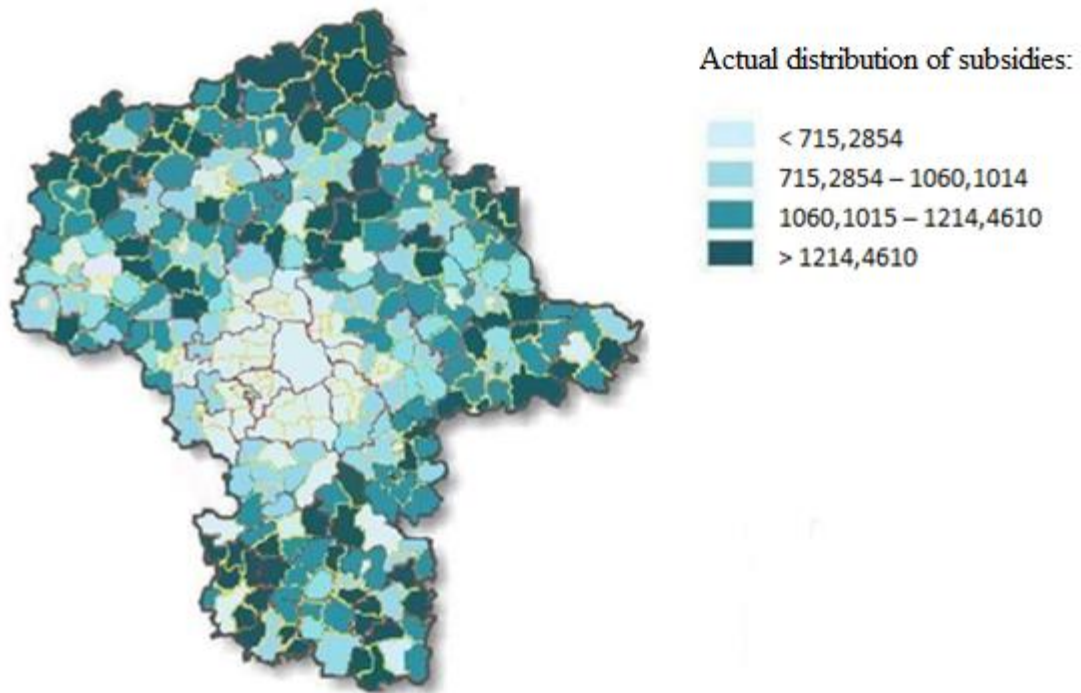 Actual distribution of subsidies:
< 715,2854
715,2854 – 1060,1014
1060,1015 – 1214,4610
> 1214,4610